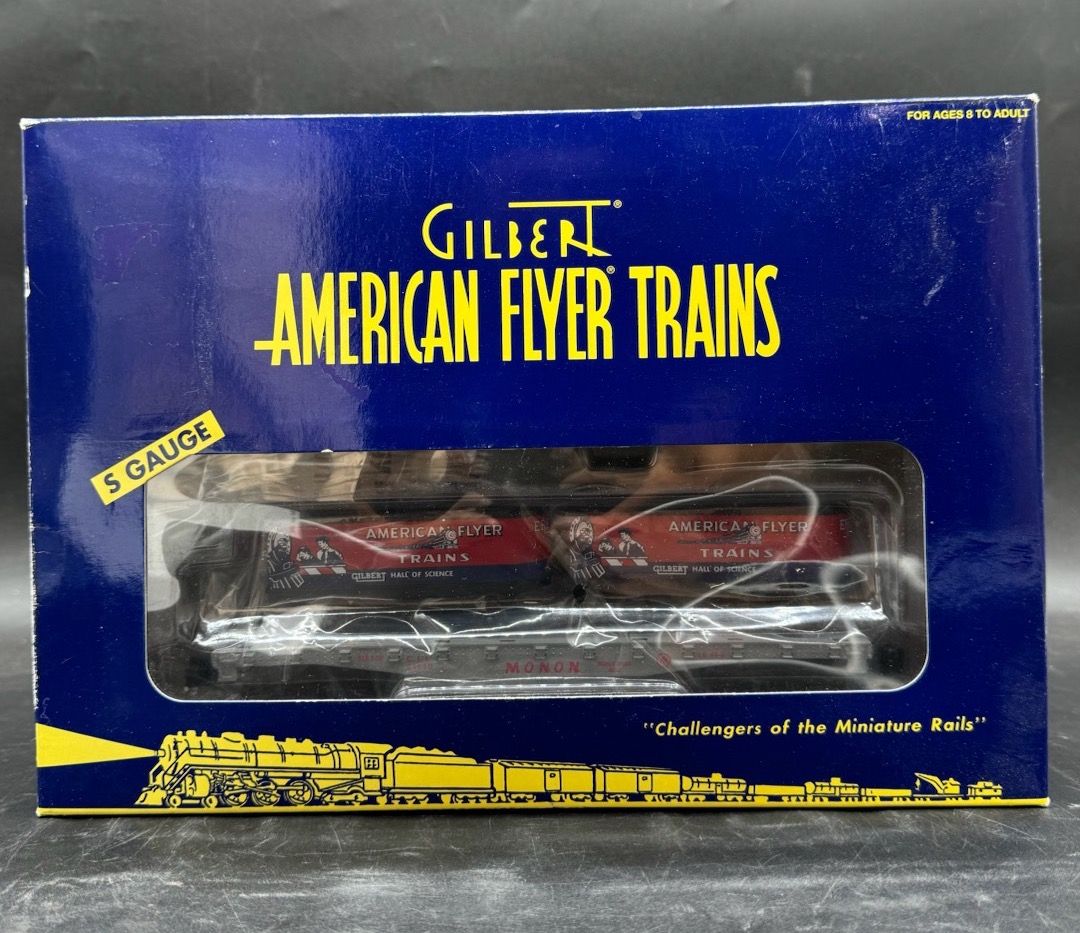 FOR AGES 8 TO ADULT
GILBERT®
AMERICAN FLYER® TRAINS
S GAUGE
AMERICAN FLYER
TRAINS
GILBERT HALL OF SCIENCE
AMERICAN FLYER
TRAINS
GILBERT HALL OF SCIENCE
MONON
"Challengers of the Miniature Rails"